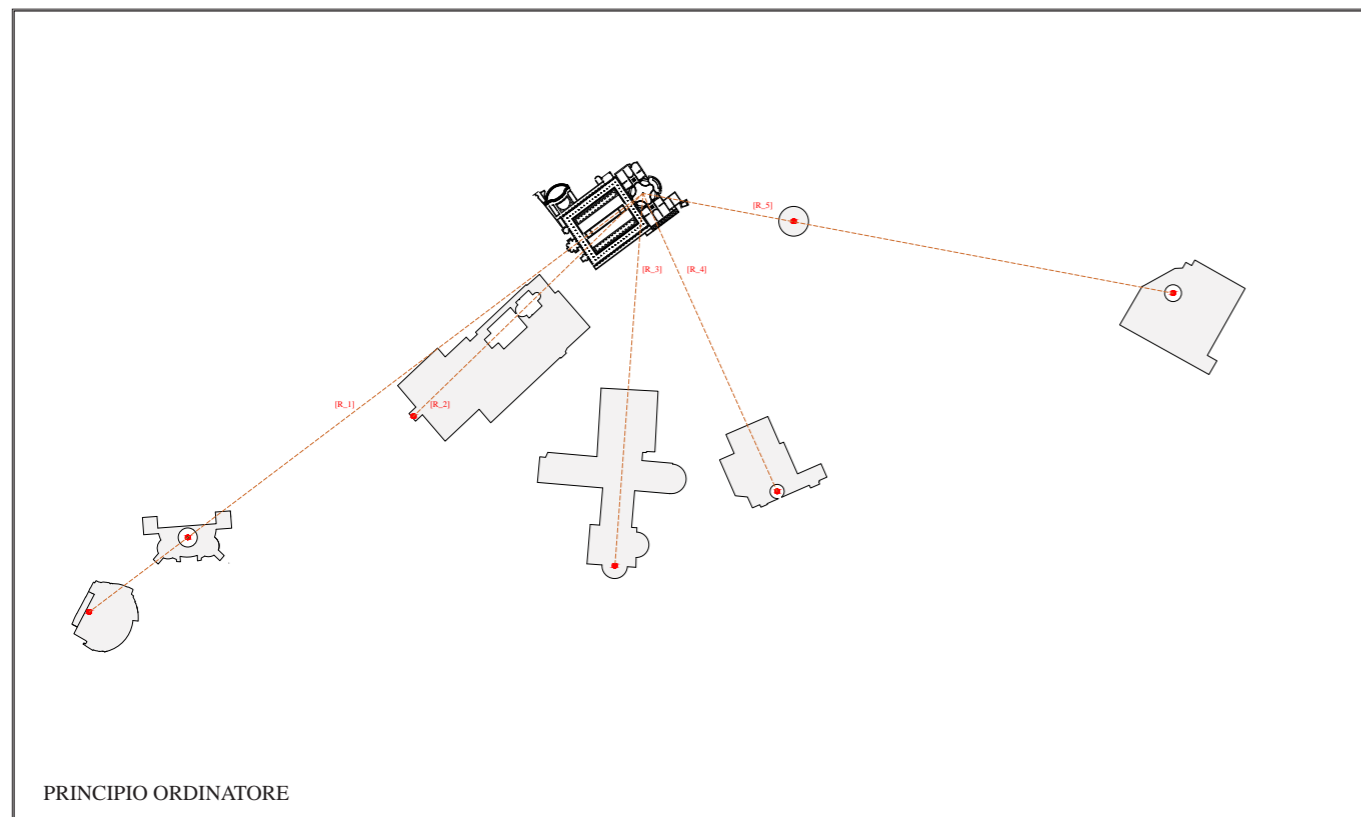 [R_5]
[R_3]
[R_4]
[R_1]
[R_2]
PRINCIPIO ORDINATORE